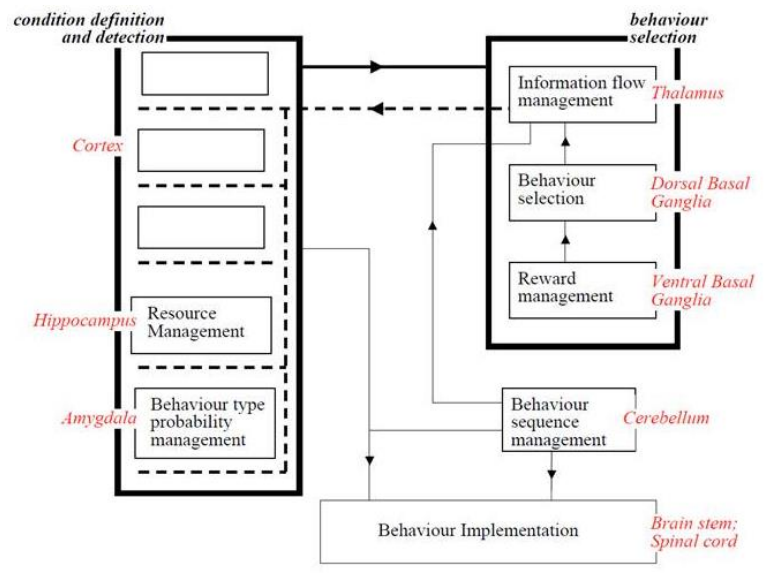 condition definition
and detection
behaviour
selection
Information flow
management
Thalamus
Cortex
Behaviour
selection
Dorsal Basal
Ganglia
Reward
management
Ventral Basal
Ganglia
Hippocampus
Resource
Management
Amygdala
Behaviour type
probability
management
Behaviour
sequence
management
Cerebellum
Behaviour Implementation
Brain stem;
Spinal cord